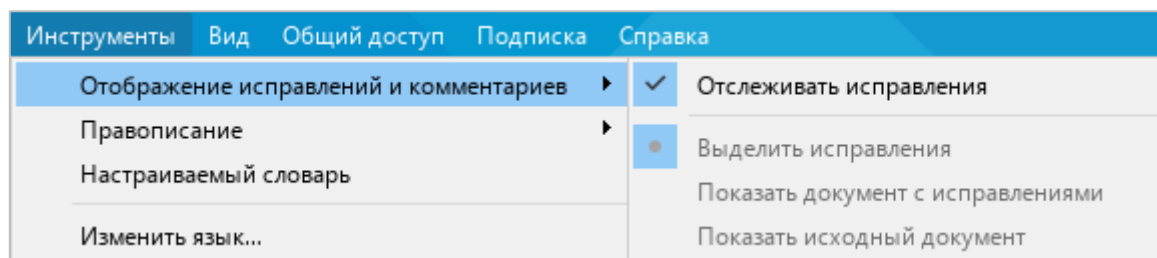 Инструменты Вид Общий доступ Подписка Справка
Отображение исправлений и комментариев
Правописание
Настраиваемый словарь
Изменить язык...
Отслеживать исправления
Выделить исправления
Показать документ с исправлениями
Показать исходный документ